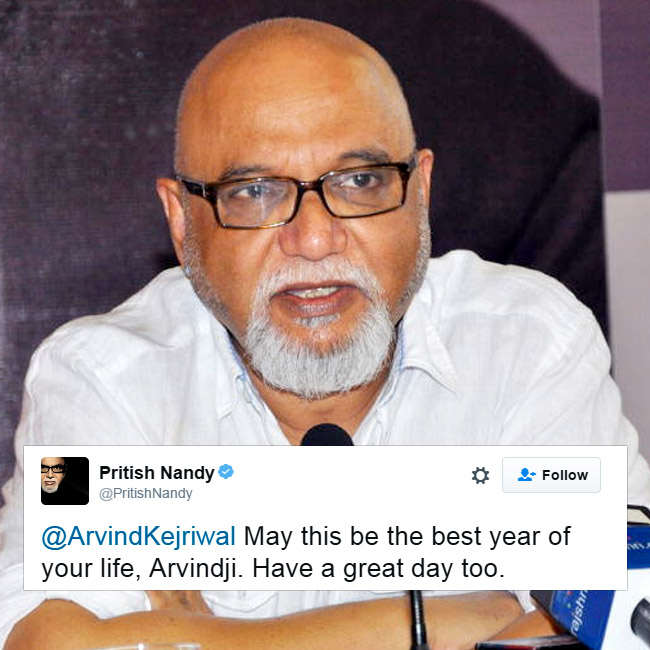 Pritish Nandy
@PritishNandy
Follow
@ArvindKejriwal May this be the best year of
your life, Arvindji. Have a great day too.
rajshri